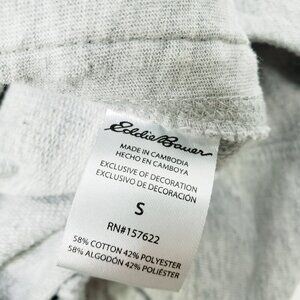 Eddie Bauer
MADE IN CAMBODIA
HECHO EN CAMBOYA
EXCLUSIVE OF DECORATION
EXCLUSIVO DE DECORACIÓN
S
RN#157622
58% COTTON 42% POLYESTER
58% ALGODÓN 42% POLIÉSTER